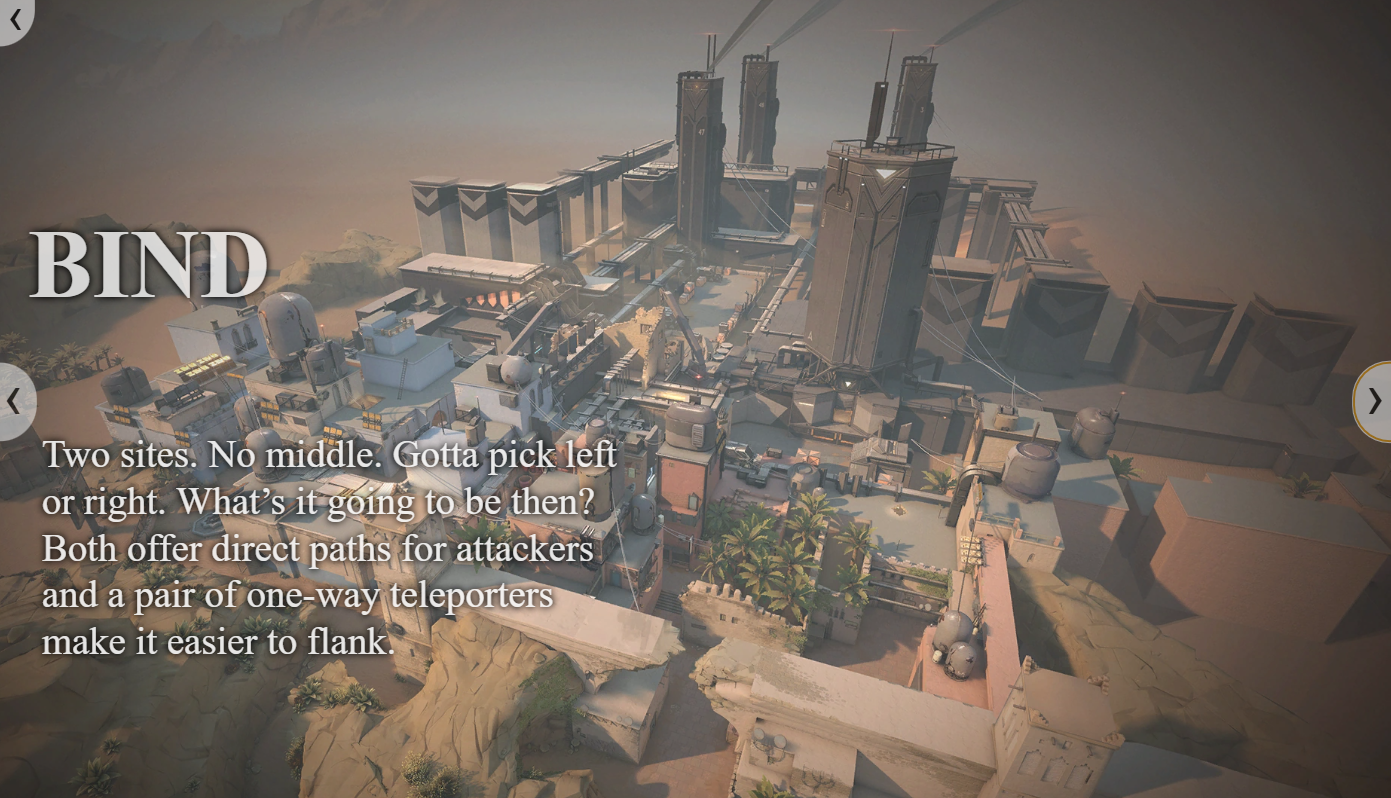 BIND
Two sites. No middle. Gotta pick left
or right. What’s it going to be then?
Both offer direct paths for attackers
and a pair of one-way teleporters
make it easier to flank.